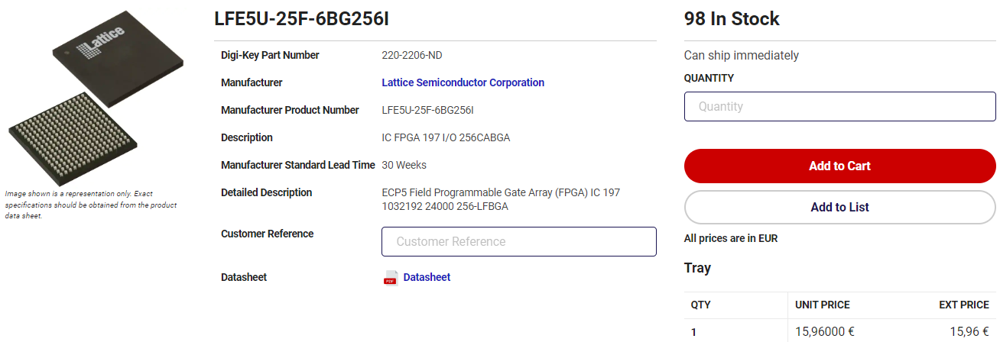 Lattice
Image shown is a representation only. Exact
specifications should be obtained from the product
data sheet.
LFE5U-25F-6BG256I
Digi-Key Part Number 220-2206-ND
Manufacturer Lattice Semiconductor Corporation
Manufacturer Product Number LFE5U-25F-6BG256I
Description IC FPGA 197 I/O 256CABGA
Manufacturer Standard Lead Time 30 Weeks
Detailed Description ECP5 Field Programmable Gate Array (FPGA) IC 197
1032192 24000 256-LFBGA
Customer Reference Customer Reference
Datasheet PDF Datasheet
98 In Stock
Can ship immediately
QUANTITY
Quantity
Add to Cart
Add to List
All prices are in EUR
Tray
QTY UNIT PRICE EXT PRICE
1 15,96000 € 15,96 €